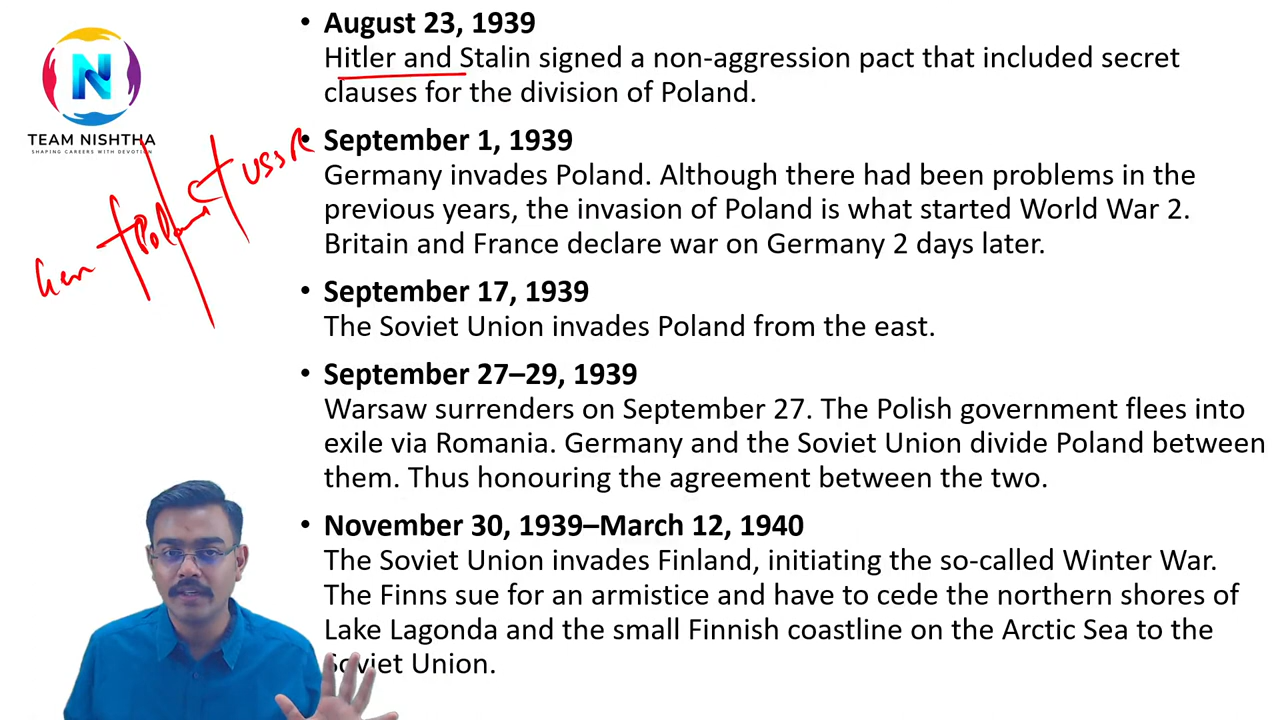 TEAM NISHTHA
SHAPING CAREERS WITH DEVOTION
Ger Poland USSR
• August 23, 1939
Hitler and Stalin signed a non-aggression pact that included secret
clauses for the division of Poland.
• September 1, 1939
Germany invades Poland. Although there had been problems in the
previous years, the invasion of Poland is what started World War 2.
Britain and France declare war on Germany 2 days later.
• September 17, 1939
The Soviet Union invades Poland from the east.
• September 27–29, 1939
Warsaw surrenders on September 27. The Polish government flees into
exile via Romania. Germany and the Soviet Union divide Poland between
them. Thus honouring the agreement between the two.
• November 30, 1939–March 12, 1940
The Soviet Union invades Finland, initiating the so-called Winter War.
The Finns sue for an armistice and have to cede the northern shores of
Lake Lagonda and the small Finnish coastline on the Arctic Sea to the
Soviet Union.